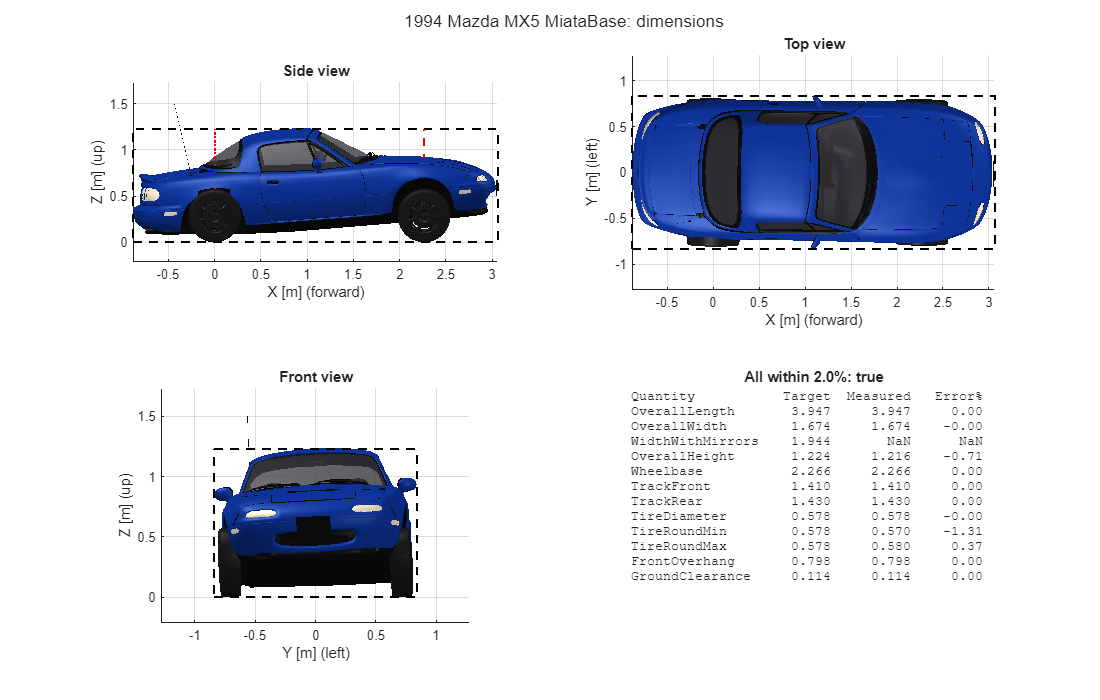 1994 Mazda MX5 MiataBase: dimensions
Side view
1.5
1
0.5
0
Z [m] (up)
-0.5 0 0.5 1 1.5 2 2.5 3
X [m] (forward)
Top view
1
0.5
0
-0.5
-1
Y [m] (left)
-0.5 0 0.5 1 1.5 2 2.5 3
X [m] (forward)
Front view
1.5
1
0.5
0
Z [m] (up)
-1 -0.5 0 0.5 1
Y [m] (left)
All within 2.0%: true
Quantity Target Measured Error%
OverallLength 3.947 3.947 0.00
OverallWidth 1.674 1.674 -0.00
WidthWithMirrors 1.944 NaN NaN
OverallHeight 1.224 1.216 -0.71
Wheelbase 2.266 2.266 0.00
TrackFront 1.410 1.410 0.00
TrackRear 1.430 1.430 0.00
TireDiameter 0.578 0.578 -0.00
TireRoundMin 0.578 0.570 -1.31
TireRoundMax 0.578 0.580 0.37
FrontOverhang 0.798 0.798 0.00
GroundClearance 0.114 0.114 0.00